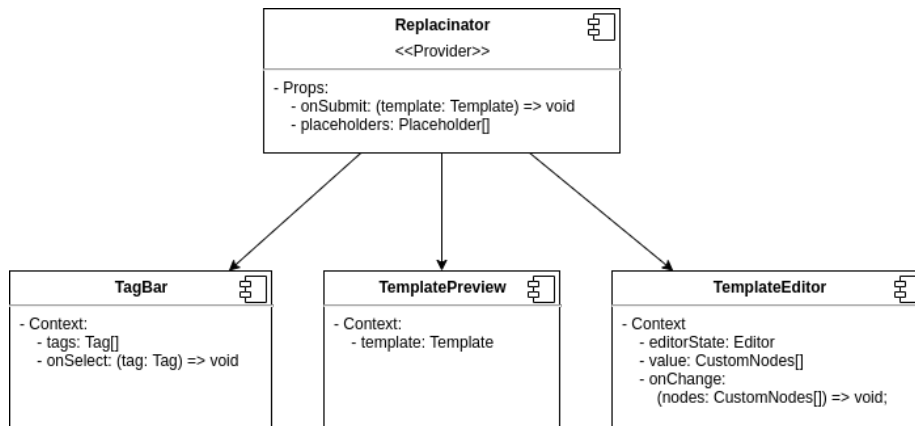 Replacinator
<<Provider>>
- Props:
- onSubmit: (template: Template) => void
- placeholders: Placeholder[]
TagBar
- Context:
- tags: Tag[]
- onSelect: (tag: Tag) => void
TemplatePreview
- Context:
- template: Template
TemplateEditor
- Context
- editorState: Editor
- value: CustomNodes[]
- onChange:
(nodes: CustomNodes[]) => void;